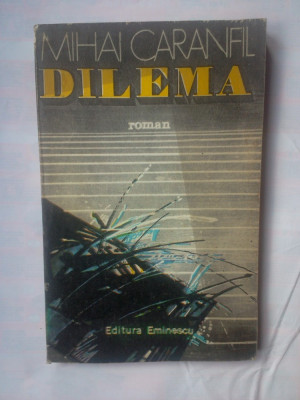 MIHAI CARANFIL
DILEMA
roman
Editura Eminescu